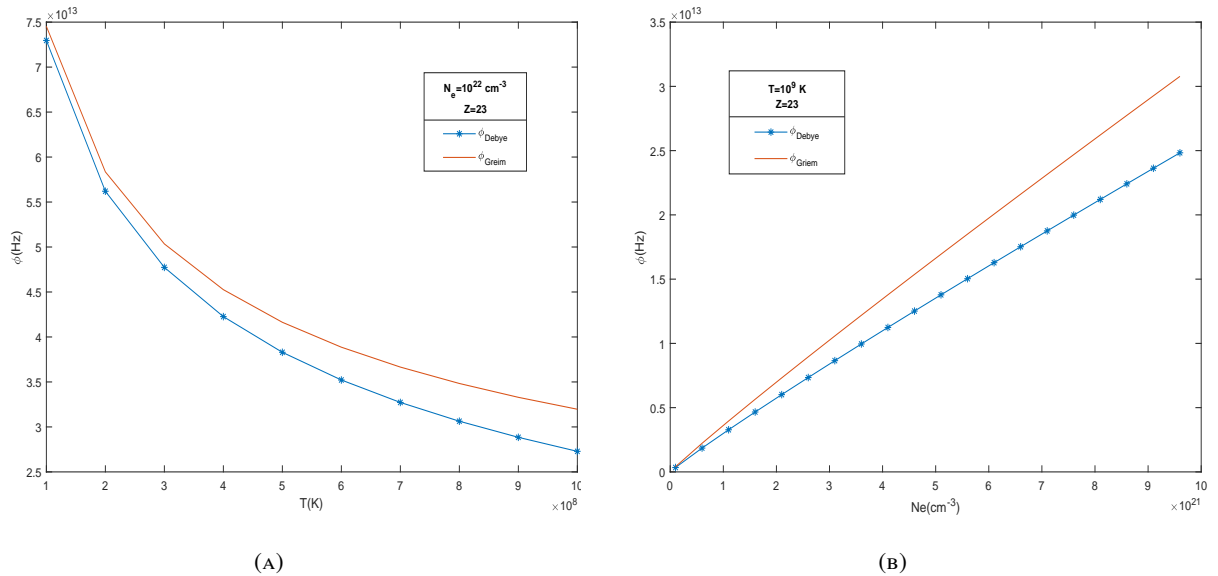 ×10^13
7.5
7
6.5
6
5.5
5
4.5
4
3.5
3
2.5
ϕ(Hz)
N_e=10^22 cm^-3
Z=23
ϕ_Debye
ϕ_Greim
1 2 3 4 5 6 7 8 9 10
T(K)
×10^8
(A)
×10^13
3.5
3
2.5
2
1.5
1
0.5
0
ϕ(Hz)
T=10^9 K
Z=23
ϕ_Debye
ϕ_Griem
0 1 2 3 4 5 6 7 8 9 10
Ne(cm^-3)
×10^21
(B)